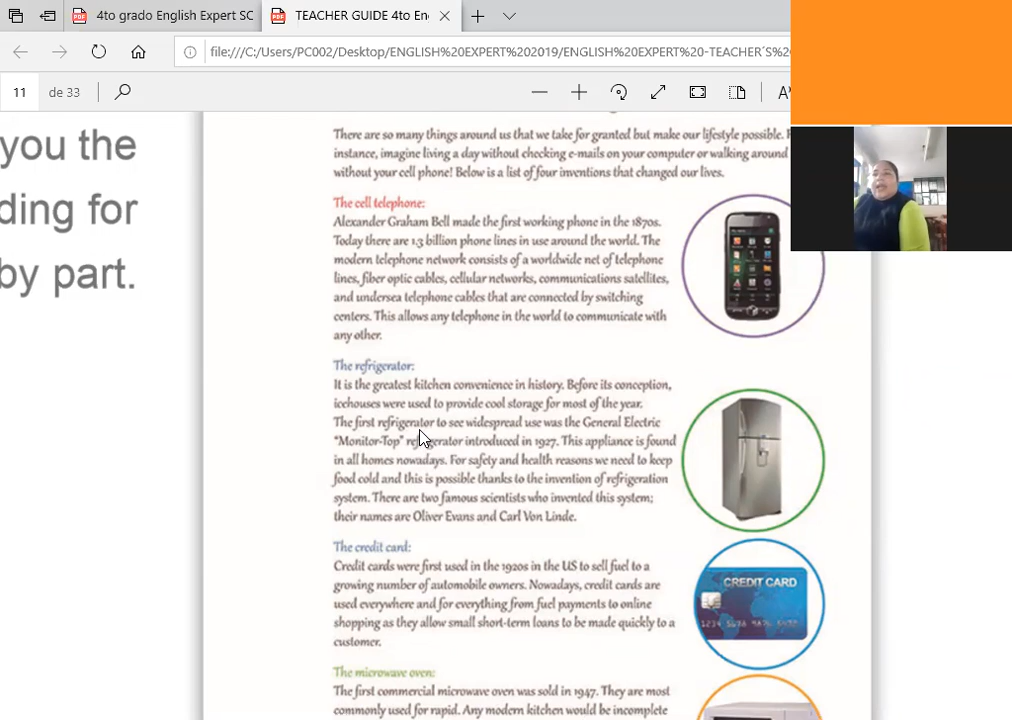 4to grado English Expert SC
TEACHER GUIDE 4to En
file:///C:/Users/PC002/Desktop/ENGLISH%20EXPERT%202019/ENGLISH%20EXPERT%20-TEACHER´S%20
11
de 33
you the
ding for
by part.
There are so many things around us that we take for granted but make our lifestyle possible.
instance, imagine living a day without checking e-mails on your computer or walking around
without your cell phone! Below is a list of four inventions that changed our lives.
The cell telephone:
Alexander Graham Bell made the first working phone in the 1870s.
Today there are 1.3 billion phone lines in use around the world. The
modern telephone network consists of a worldwide net of telephone
lines, fiber optic cables, cellular networks, communications satellites,
and undersea telephone cables that are connected by switching
centers. This allows any telephone in the world to communicate with
any other.
The refrigerator:
It is the greatest kitchen convenience in history. Before its conception,
icehouses were used to provide cool storage for most of the year.
The first refrigerator to see widespread use was the General Electric
“Monitor-Top” refrigerator introduced in 1927. This appliance is found
in all homes nowadays. For safety and health reasons we need to keep
food cold and this is possible thanks to the invention of refrigeration
system. There are two famous scientists who invented this system;
their names are Oliver Evans and Carl Von Linde.
The credit card:
Credit cards were first used in the 1920s in the US to sell fuel to a
growing number of automobile owners. Nowadays, credit cards are
used everywhere and for everything from fuel payments to online
shopping as they allow small short-term loans to be made quickly to a
customer.
CREDIT CARD
The microwave oven:
The first commercial microwave oven was sold in 1947. They are most
commonly used for rapid. Any modern kitchen would be incomplete